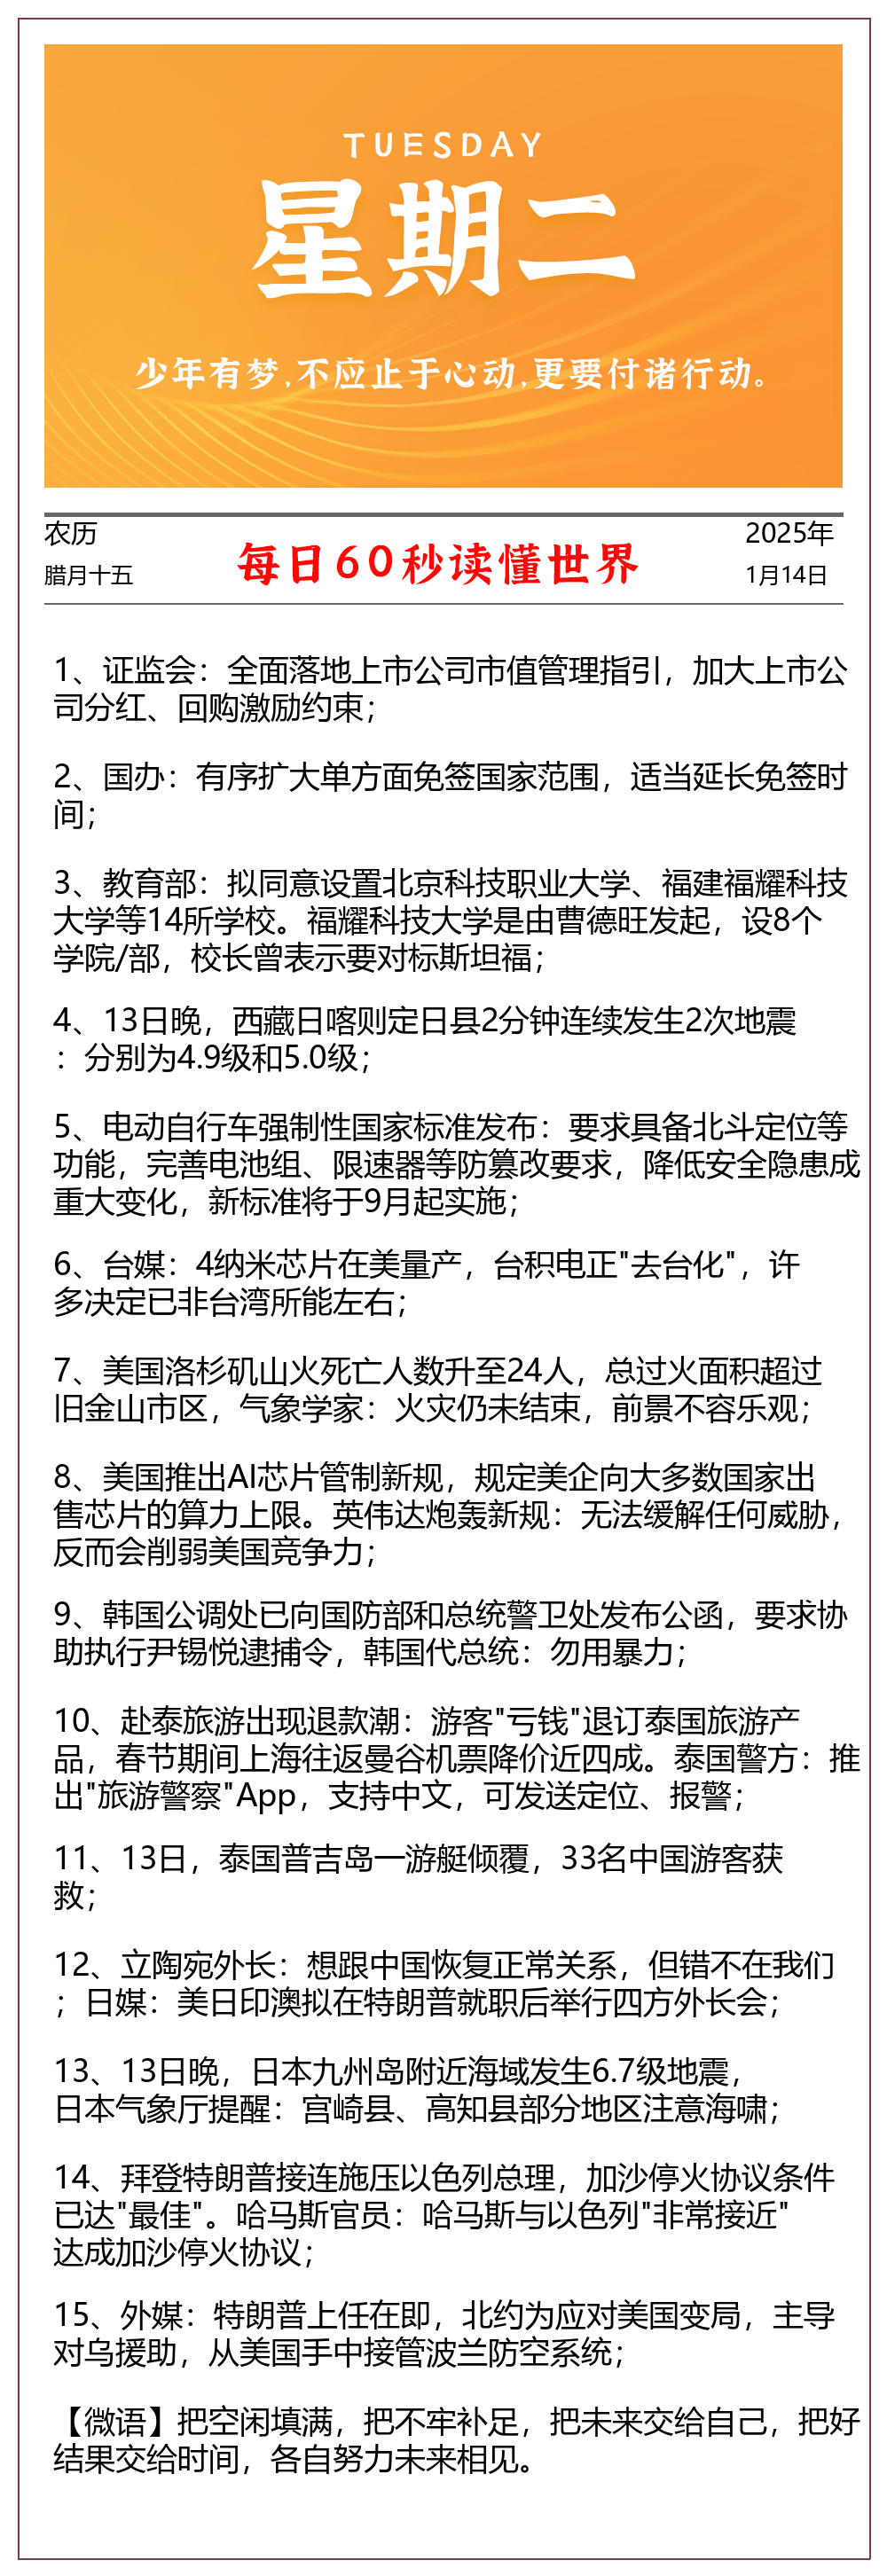 TUESDAY
星期二
少年有梦,不应止于心动,更要付诸行动。
农历
腊月十五
每日60秒读懂世界
2025年
1月14日
1、证监会：全面落地上市公司市值管理指引，加大上市公
司分红、回购激励约束；
2、国办：有序扩大单方面免签国家范围，适当延长免签时
间；
3、教育部：拟同意设置北京科技职业大学、福建福耀科技
大学等14所学校。福耀科技大学是由曹德旺发起，设8个
学院/部，校长曾表示要对标斯坦福；
4、13日晚，西藏日喀则定日县2分钟连续发生2次地震
：分别为4.9级和5.0级；
5、电动自行车强制性国家标准发布：要求具备北斗定位等
功能，完善电池组、限速器等防篡改要求，降低安全隐患成
重大变化，新标准将于9月起实施；
6、台媒：4纳米芯片在美量产，台积电正"去台化"，许
多决定已非台湾所能左右；
7、美国洛杉矶山火死亡人数升至24人，总过火面积超过
旧金山市区，气象学家：火灾仍未结束，前景不容乐观；
8、美国推出AI芯片管制新规，规定美企向大多数国家出
售芯片的算力上限。英伟达炮轰新规：无法缓解任何威胁，
反而会削弱美国竞争力；
9、韩国公调处已向国防部和总统警卫处发布公函，要求协
助执行尹锡悦逮捕令，韩国代总统：勿用暴力；
10、赴泰旅游出现退款潮：游客"亏钱"退订泰国旅游产
品，春节期间上海往返曼谷机票降价近四成。泰国警方：推
出"旅游警察"App，支持中文，可发送定位、报警；
11、13日，泰国普吉岛一游艇倾覆，33名中国游客获
救；
12、立陶宛外长：想跟中国恢复正常关系，但错不在我们
；日媒：美日印澳拟在特朗普就职后举行四方外长会；
13、13日晚，日本九州岛附近海域发生6.7级地震，
日本气象厅提醒：宫崎县、高知县部分地区注意海啸；
14、拜登特朗普接连施压以色列总理，加沙停火协议条件
已达"最佳"。哈马斯官员：哈马斯与以色列"非常接近"
达成加沙停火协议；
15、外媒：特朗普上任在即，北约为应对美国变局，主导
对乌援助，从美国手中接管波兰防空系统；
【微语】把空闲填满，把不牢补足，把未来交给自己，把好
结果交给时间，各自努力未来相见。